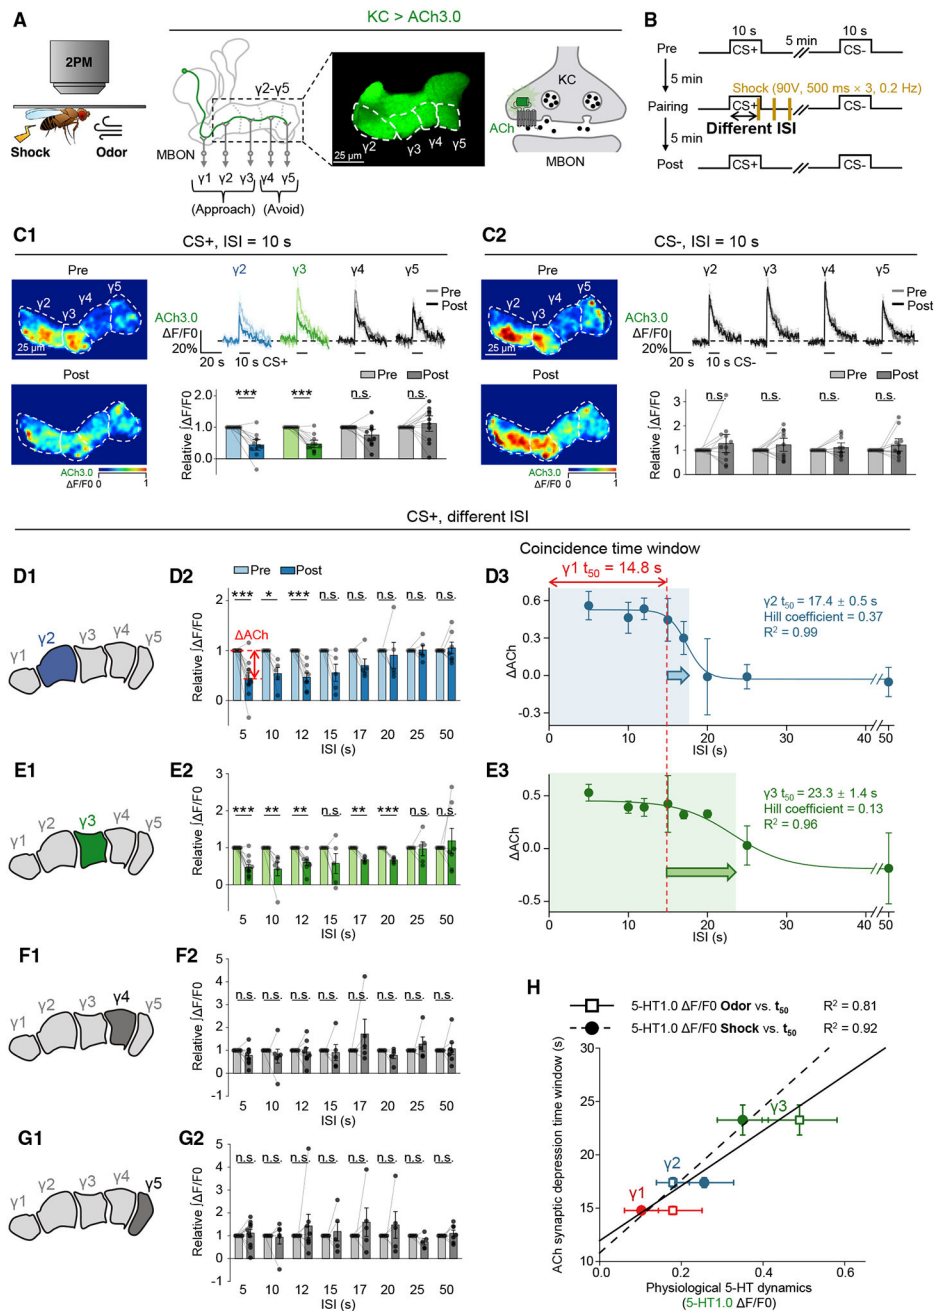 A
KC > ACh3.0
2PM
Shock
Odor
MBON
γ1 γ2 γ3 γ4 γ5
(Approach)
(Avoid)
γ2-γ5
γ2
γ3
γ4
γ5
25 μm
KC
ACh
MBON
B
10 s
10 s
Pre
CS+
5 min
CS-
5 min
Shock (90V, 500 ms × 3, 0.2 Hz)
Pairing
CS+
CS-
Different ISI
5 min
Post
CS+
CS-
C1
CS+, ISI = 10 s
Pre
γ2
γ3
γ4
γ5
25 μm
Post
ACh3.0
ΔF/F0
0
1
γ2
γ3
γ4
γ5
Pre
Post
ACh3.0
ΔF/F0
20%
20 s
10 s CS+
Pre
Post
Relative ∫ΔF/F0
2.0
1.0
0.0
***
***
n.s.
n.s.
C2
CS-, ISI = 10 s
Pre
γ2
γ3
γ4
γ5
25 μm
Post
ACh3.0
ΔF/F0
0
1
γ2
γ3
γ4
γ5
Pre
Post
ACh3.0
ΔF/F0
20%
20 s
10 s CS-
Pre
Post
Relative ∫ΔF/F0
3
2
1
0
n.s.
n.s.
n.s.
n.s.
CS+, different ISI
D1
γ1
γ2
γ3
γ4
γ5
D2
Pre
Post
*** * *** n.s. n.s. n.s. n.s. n.s.
ΔACh
Relative ∫ΔF/F0
2
1
0
5 10 12 15 17 20 25 50
ISI (s)
D3
Coincidence time window
γ1 t50 = 14.8 s
γ2 t50 = 17.4 ± 0.5 s
Hill coefficient = 0.37
R2 = 0.99
ΔACh
0.6
0.3
0.0
-0.3
0 10 20 30 40 50
ISI (s)
E1
γ1
γ2
γ3
γ4
γ5
E2
*** ** ** n.s. ** *** n.s. n.s.
Relative ∫ΔF/F0
3
2
1
0
5 10 12 15 17 20 25 50
ISI (s)
E3
γ3 t50 = 23.3 ± 1.4 s
Hill coefficient = 0.13
R2 = 0.96
ΔACh
0.5
0.0
-0.5
0 10 20 30 40 50
ISI (s)
F1
γ1
γ2
γ3
γ4
γ5
F2
n.s. n.s. n.s. n.s. n.s. n.s. n.s. n.s.
Relative ∫ΔF/F0
5
4
3
2
1
0
-1
5 10 12 15 17 20 25 50
ISI (s)
G1
γ1
γ2
γ3
γ4
γ5
G2
n.s. n.s. n.s. n.s. n.s. n.s. n.s. n.s.
Relative ∫ΔF/F0
5
4
3
2
1
0
-1
5 10 12 15 17 20 25 50
ISI (s)
H
5-HT1.0 ΔF/F0 Odor vs. t50 R2 = 0.81
5-HT1.0 ΔF/F0 Shock vs. t50 R2 = 0.92
ACh synaptic depression time window (s)
30
25
20
15
10
γ1
γ2
γ3
0.0 0.2 0.4 0.6
Physiological 5-HT dynamics
(5-HT1.0 ΔF/F0)